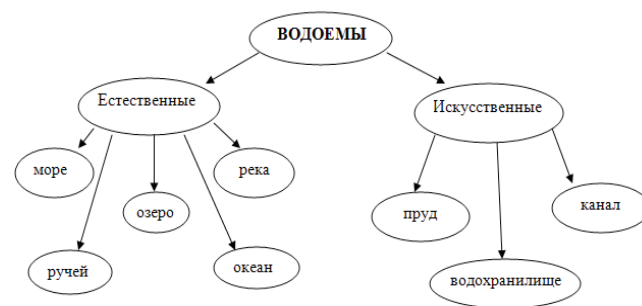 ВОДОЕМЫ
Естественные
Искусственные
море
река
озеро
пруд
канал
ручей
океан
водохранилище